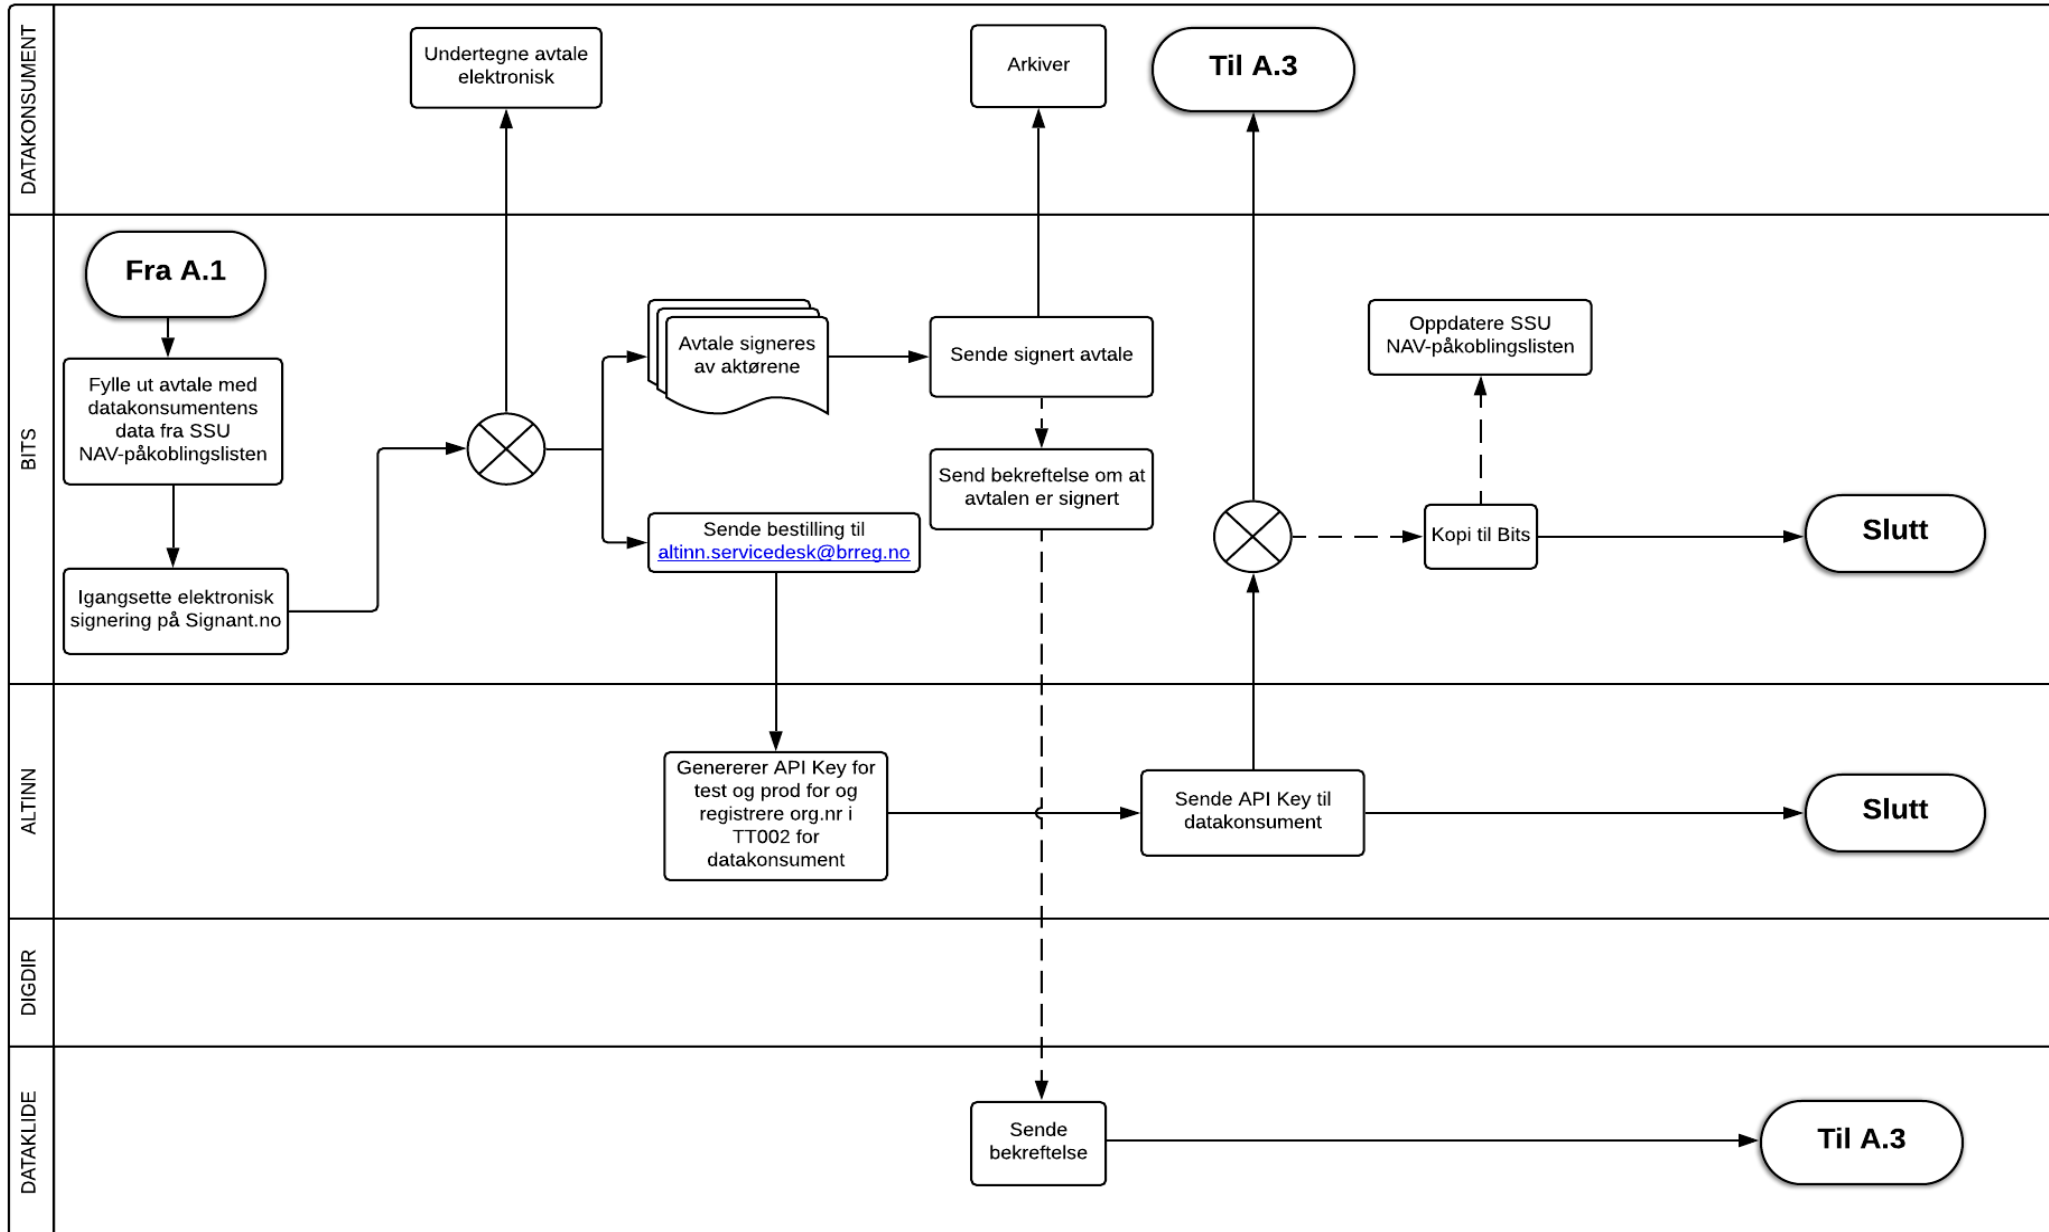 DATAKONSUMENT
Undertegne avtale
elektronisk
Arkiver
Til A.3
BITS
Fra A.1
Fylle ut avtale med
datakonsumentens
data fra SSU
NAV-påkoblingslisten
Igangsette elektronisk
signering på Signant.no
Avtale signeres
av aktørene
Sende bestilling til
altinn.servicedesk@brreg.no
Sende signert avtale
Send bekreftelse om at
avtalen er signert
Oppdatere SSU
NAV-påkoblingslisten
Kopi til Bits
Slutt
ALTINN
Genererer API Key for
test og prod for og
registrere org.nr i
TT002 for
datakonsument
Sende API Key til
datakonsument
Slutt
DIGDIR
DATAKLIDE
Sende
bekreftelse
Til A.3